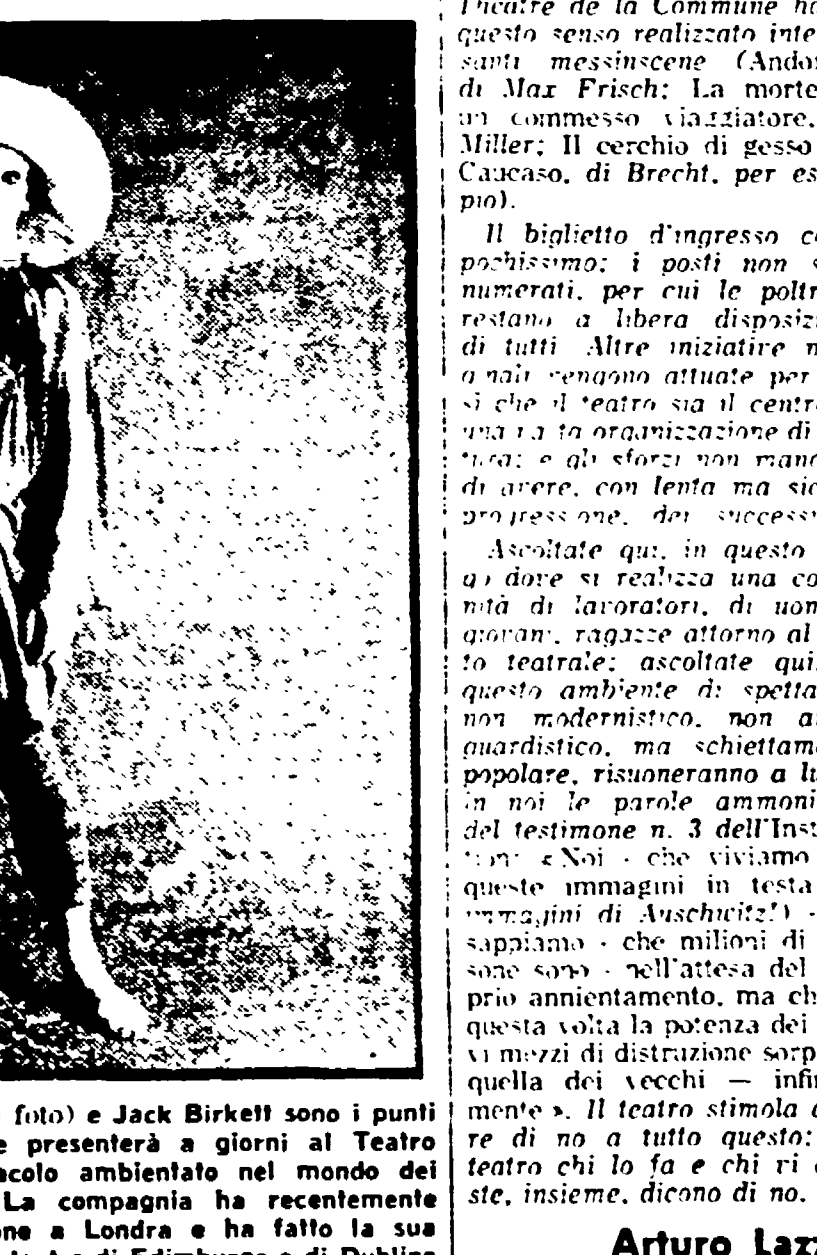 foto) e Jack Birkett sono i punti
e presenterà a giorni al Teatro
acolo ambientato nel mondo dei
La compagnia ha recentemente
one a Londra e ha fatto la sua
di Edimburgo e di Dublino
Théâtre de la Commune ha
questo senso realizzato inte
santi messinscene (Ando
di Max Frisch; La morte
un commesso viaggiatore,
Miller; Il cerchio di gesso
Caucaso, di Brecht, per es
pio).
Il biglietto d'ingresso co
pochissimo; i posti non s
numerati, per cui le poltr
restano a libera disposizi
di tutti Altre iniziative n
vengono attuate per
sì che il teatro sia il centr
organizzazione di
tura; e gli sforzi non manc
di avere, con lenta ma sic
progressione, dei successi
Ascoltate qui, in questo
dove si realizza una co
nità di lavoratori, di uom
giovani, ragazze attorno al
to teatrale; ascoltate qui
questo ambiente di spetta
non modernistico, non a
guardistico, ma schiettame
popolare, risuoneranno a lu
in noi le parole ammoni
del testimone n. 3 dell'Inst
«Noi - che viviamo
queste immagini in testa
immagini di Auschwitz!) -
sappiamo - che milioni di
sone sono - nell'attesa del
prio annientamento, ma ch
questa volta la potenza dei
vi mezzi di distruzione sorp
quella dei vecchi — infin
mente ». Il teatro stimola a
re di no a tutto questo;
teatro chi lo fa e chi vi
ste, insieme, dicono di no.
Arturo Laz